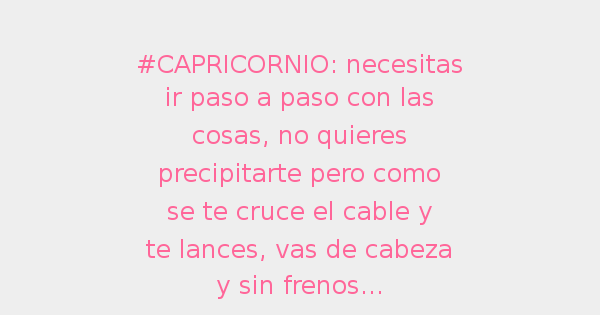 #CAPRICORNIO: necesitas
ir paso a paso con las
cosas, no quieres
precipitarte pero como
se te cruce el cable y
te lances, vas de cabeza
y sin frenos...